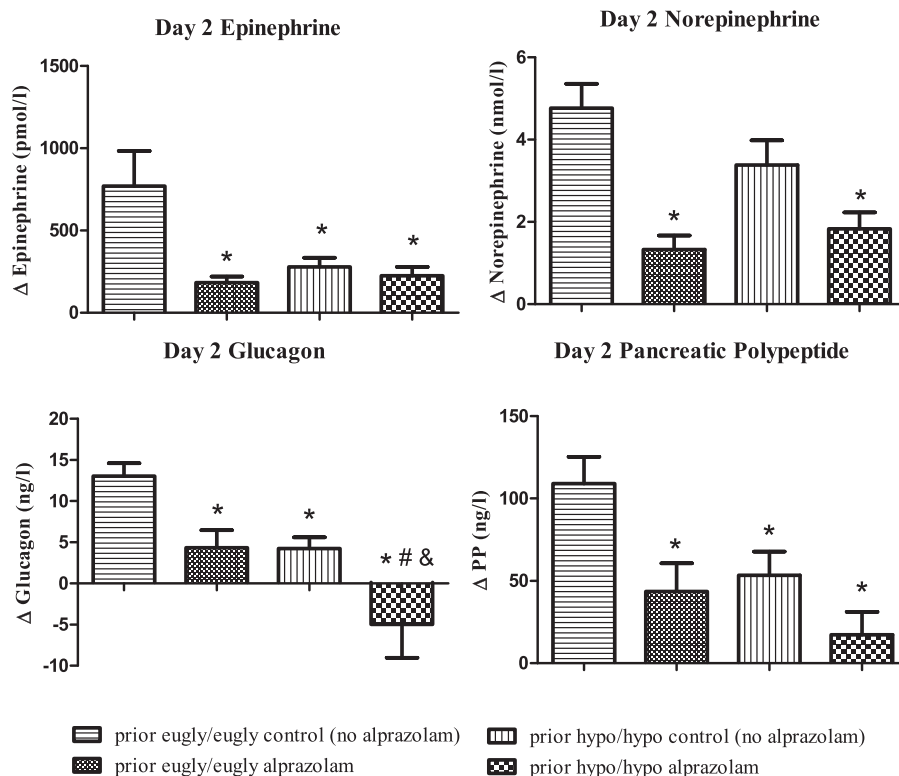 Day 2 Epinephrine
Δ Epinephrine (pmol/l)
1500
1000
500
0
*
*
*
Day 2 Norepinephrine
Δ Norepinephrine (nmol/l)
6
4
2
0
*
*
Day 2 Glucagon
Δ Glucagon (ng/l)
20
15
10
5
0
-5
-10
*
*
* # &
Day 2 Pancreatic Polypeptide
Δ PP (ng/l)
150
100
50
0
*
*
*
prior eugly/eugly control (no alprazolam)
prior eugly/eugly alprazolam
prior hypo/hypo control (no alprazolam)
prior hypo/hypo alprazolam